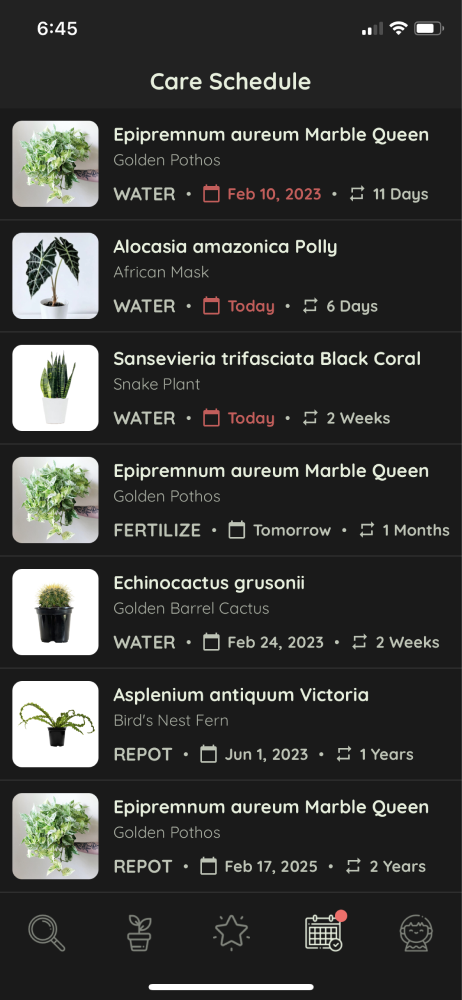 6:45
Care Schedule
Epipremnum aureum Marble Queen
Golden Pothos
WATER • Feb 10, 2023 • 11 Days
Alocasia amazonica Polly
African Mask
WATER • Today • 6 Days
Sansevieria trifasciata Black Coral
Snake Plant
WATER • Today • 2 Weeks
Epipremnum aureum Marble Queen
Golden Pothos
FERTILIZE • Tomorrow • 1 Months
Echinocactus grusonii
Golden Barrel Cactus
WATER • Feb 24, 2023 • 2 Weeks
Asplenium antiquum Victoria
Bird's Nest Fern
REPOT • Jun 1, 2023 • 1 Years
Epipremnum aureum Marble Queen
Golden Pothos
REPOT • Feb 17, 2025 • 2 Years